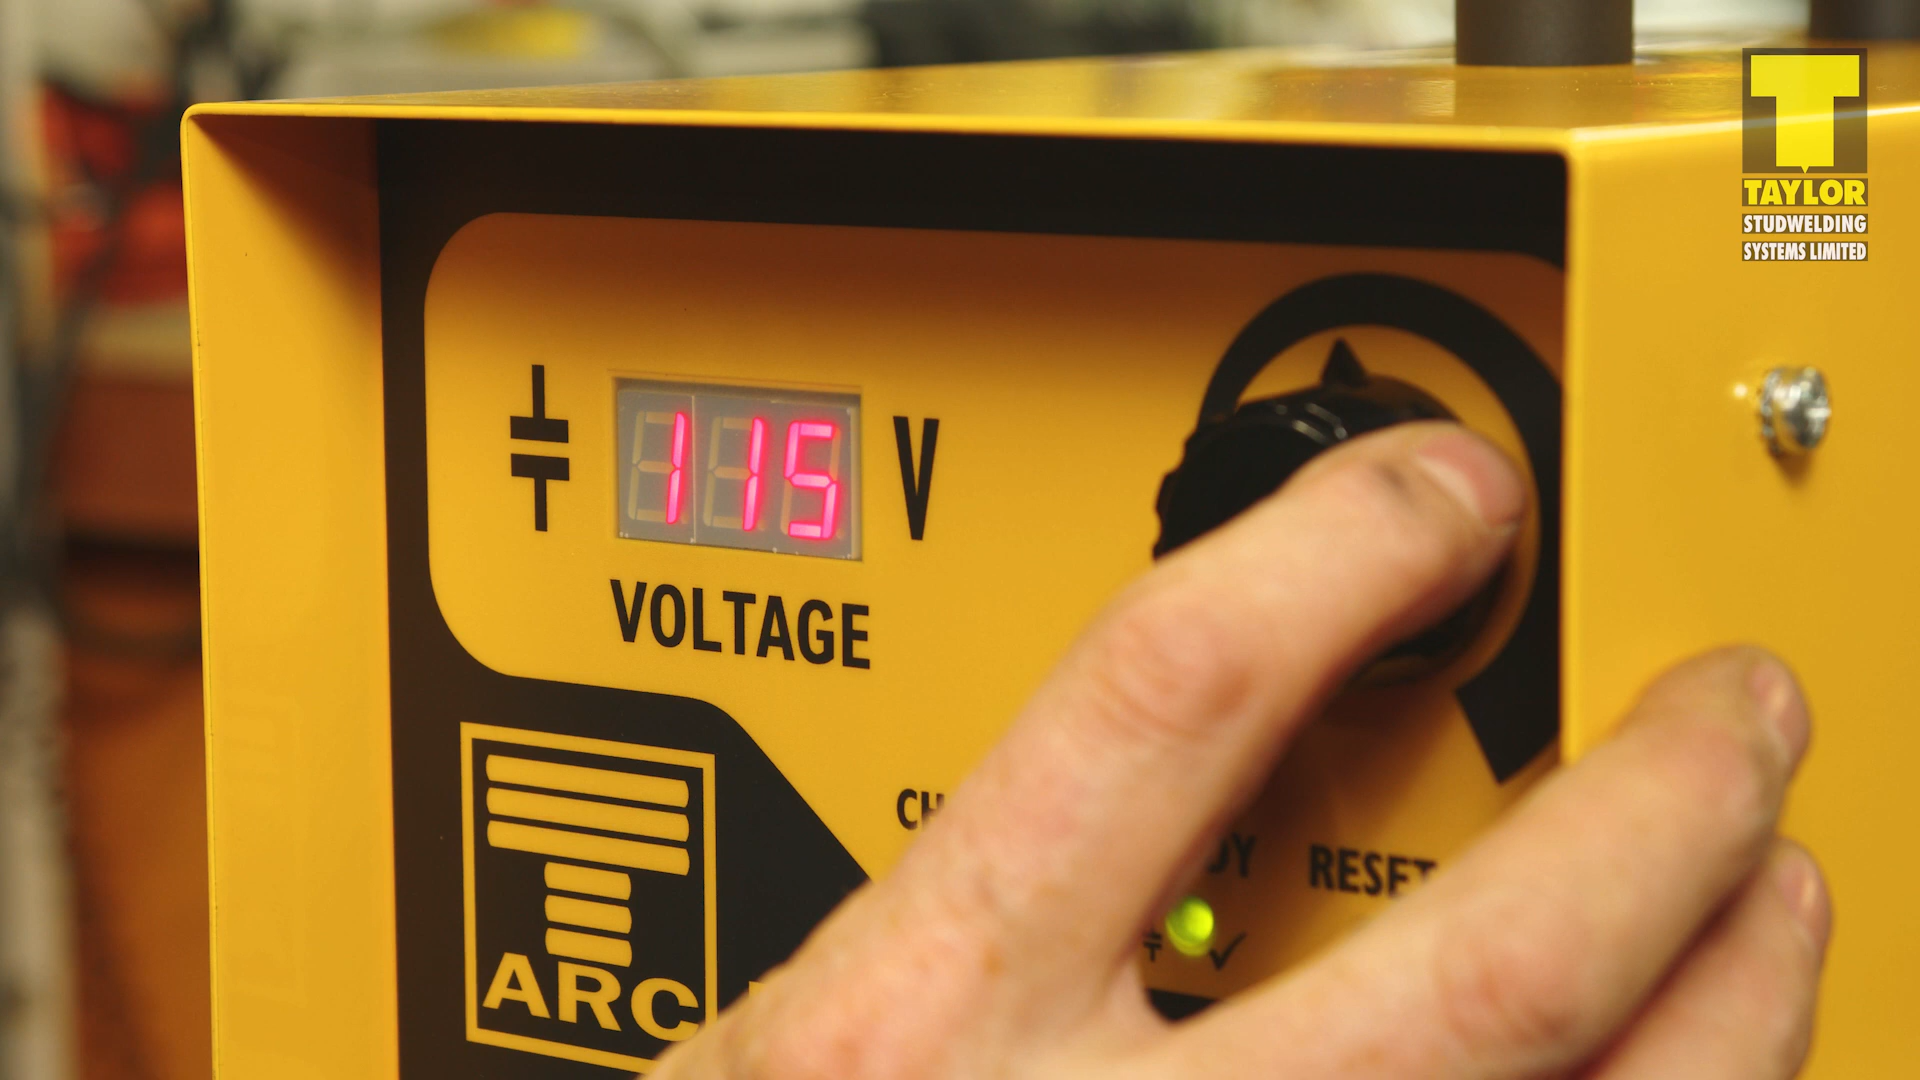 TAYLOR
STUDWELDING
SYSTEMS LIMITED
115 V
VOLTAGE
RESET
ARC